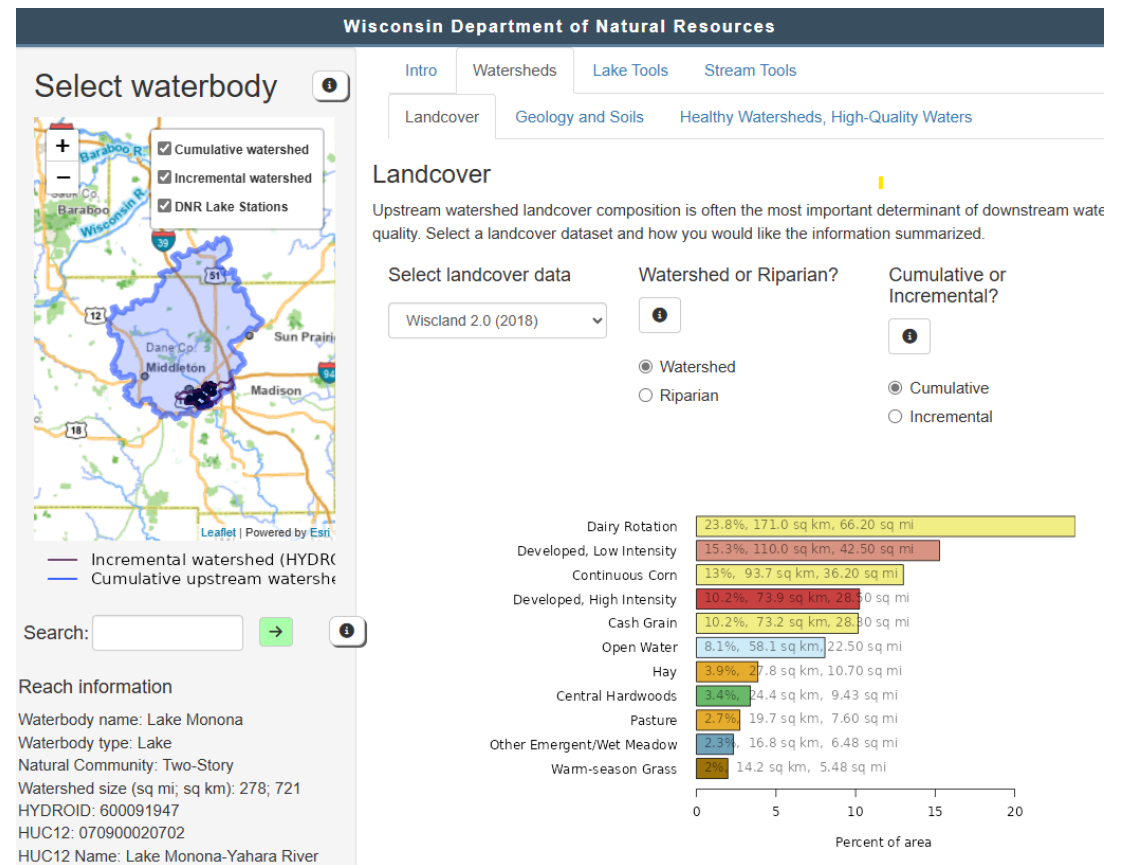 Wisconsin Department of Natural Resources
Select waterbody
+
−
Cumulative watershed
Incremental watershed
DNR Lake Stations
Baraboo R.
Sauk Co.
Baraboo
Wisconsin R.
39
51
12
Sun Prairi
Dane Co.
Middleton
94
Madison
18
Leaflet | Powered by Esri
Incremental watershed (HYDRO
Cumulative upstream watershe
Search:
Reach information
Waterbody name: Lake Monona
Waterbody type: Lake
Natural Community: Two-Story
Watershed size (sq mi; sq km): 278; 721
HYDROID: 600091947
HUC12: 070900020702
HUC12 Name: Lake Monona-Yahara River
Intro Watersheds Lake Tools Stream Tools
Landcover Geology and Soils Healthy Watersheds, High-Quality Waters
Landcover
Upstream watershed landcover composition is often the most important determinant of downstream wate
quality. Select a landcover dataset and how you would like the information summarized.
Select landcover data
Wiscland 2.0 (2018)
Watershed or Riparian?
Watershed
Riparian
Cumulative or
Incremental?
Cumulative
Incremental
Dairy Rotation 23.8%, 171.0 sq km, 66.20 sq mi
Developed, Low Intensity 15.3%, 110.0 sq km, 42.50 sq mi
Continuous Corn 13%, 93.7 sq km, 36.20 sq mi
Developed, High Intensity 10.2%, 73.9 sq km, 28.50 sq mi
Cash Grain 10.2%, 73.2 sq km, 28.30 sq mi
Open Water 8.1%, 58.1 sq km, 22.50 sq mi
Hay 3.9%, 27.8 sq km, 10.70 sq mi
Central Hardwoods 3.4%, 24.4 sq km, 9.43 sq mi
Pasture 2.7%, 19.7 sq km, 7.60 sq mi
Other Emergent/Wet Meadow 2.3%, 16.8 sq km, 6.48 sq mi
Warm-season Grass 2%, 14.2 sq km, 5.48 sq mi
0 5 10 15 20
Percent of area